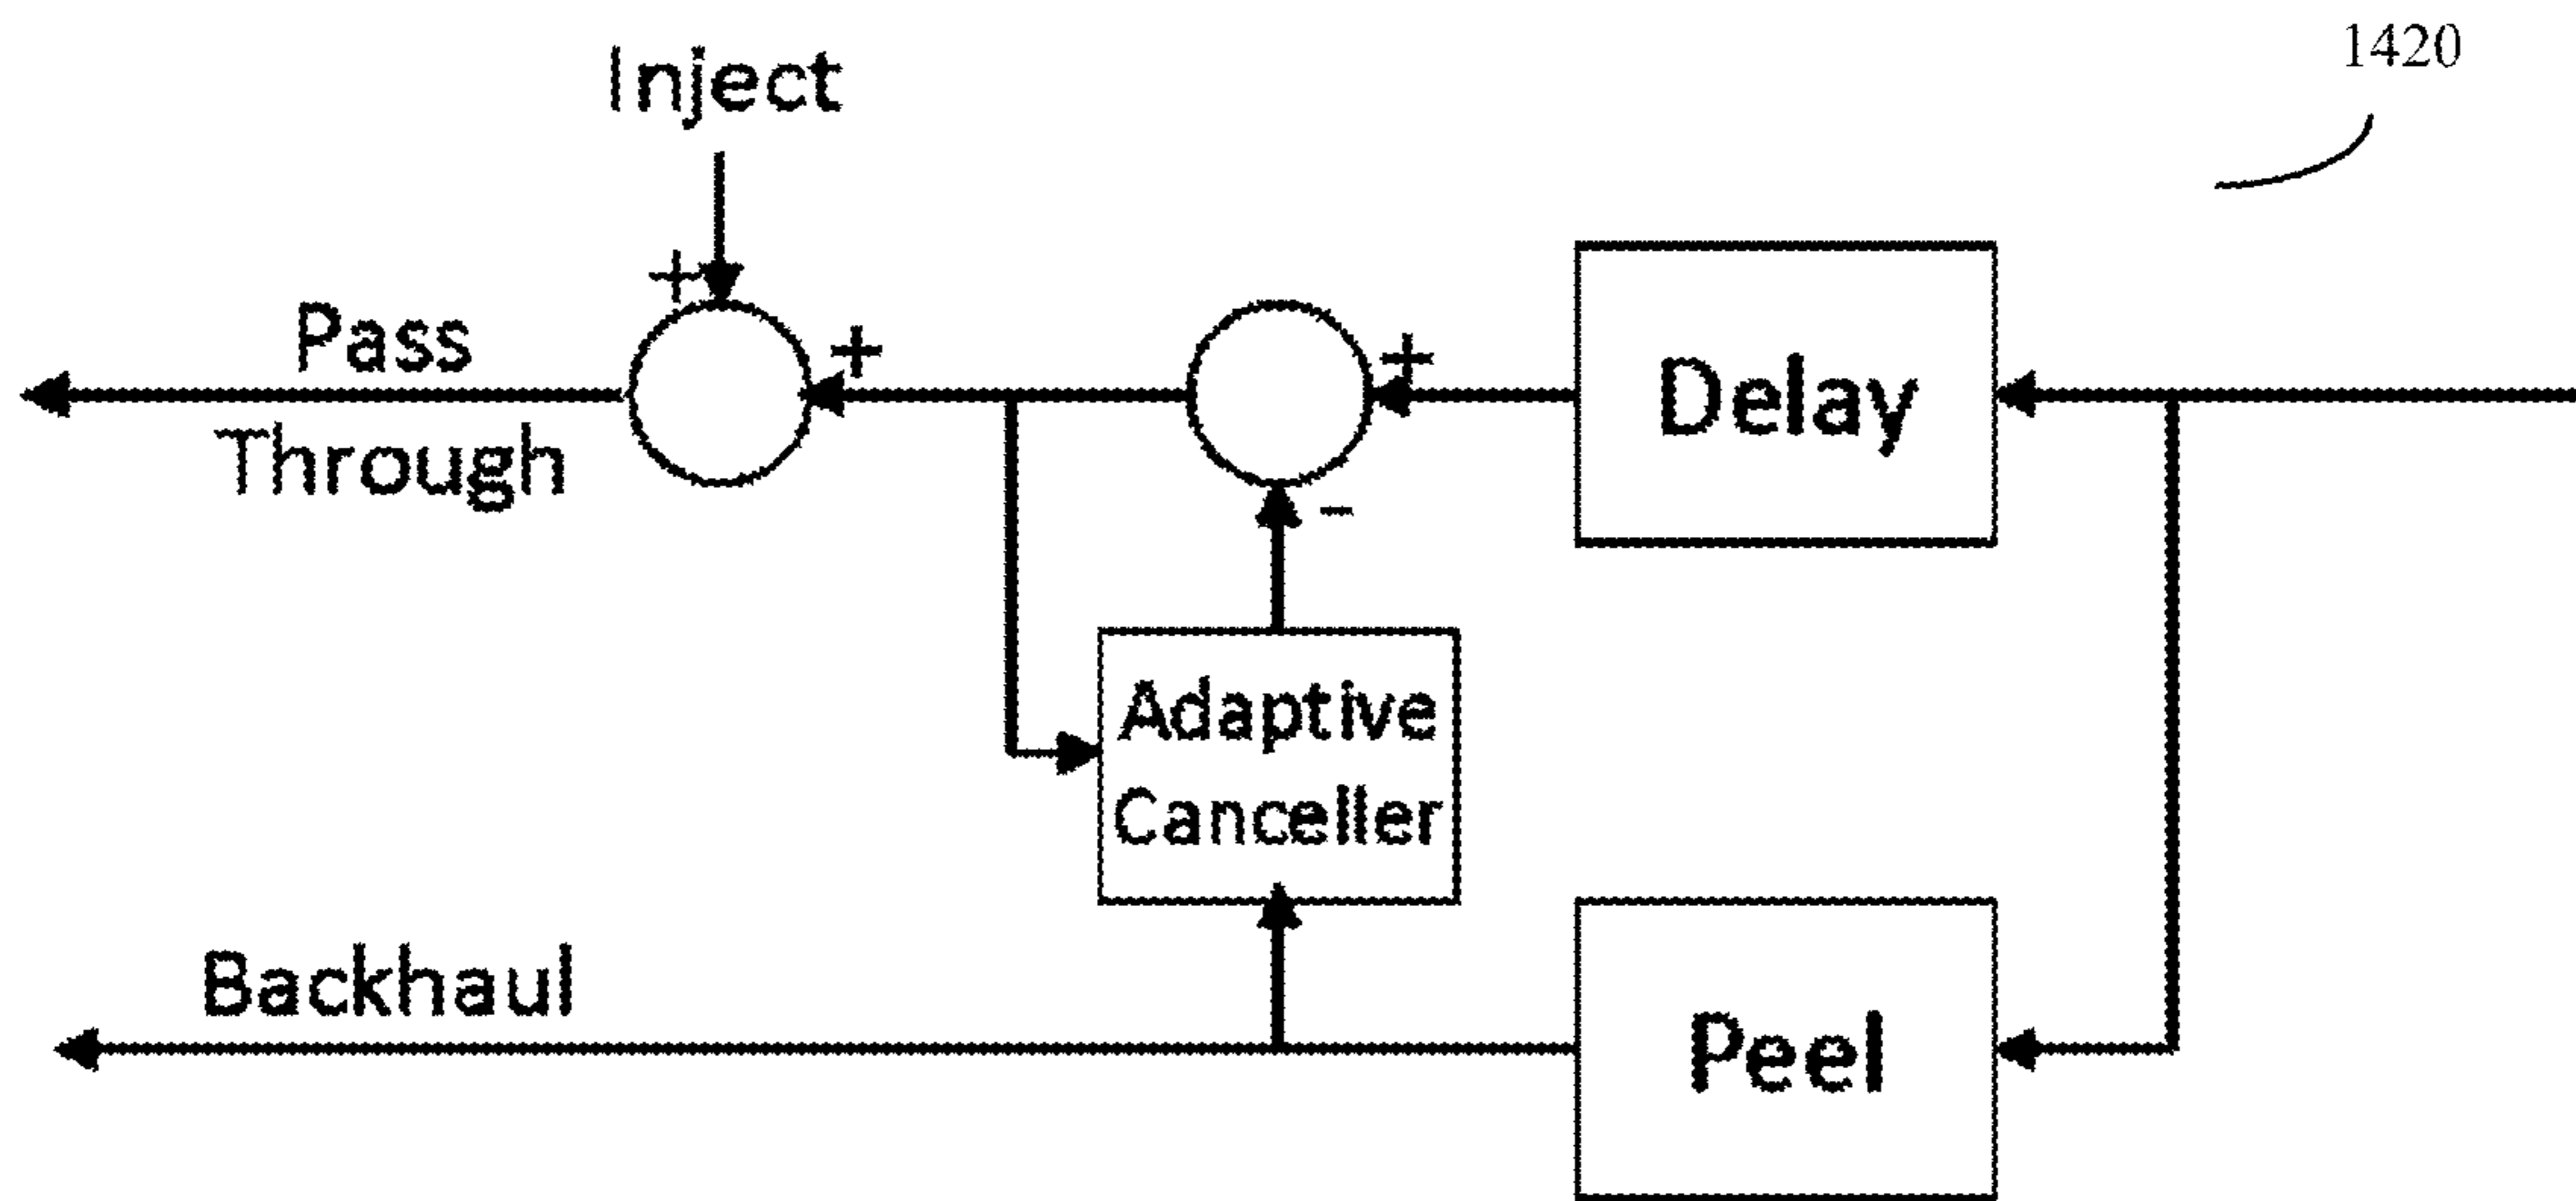 1420
Inject
+
Pass
+
+
Delay
Through
-
Adaptive
Canceller
Backhaul
Peel